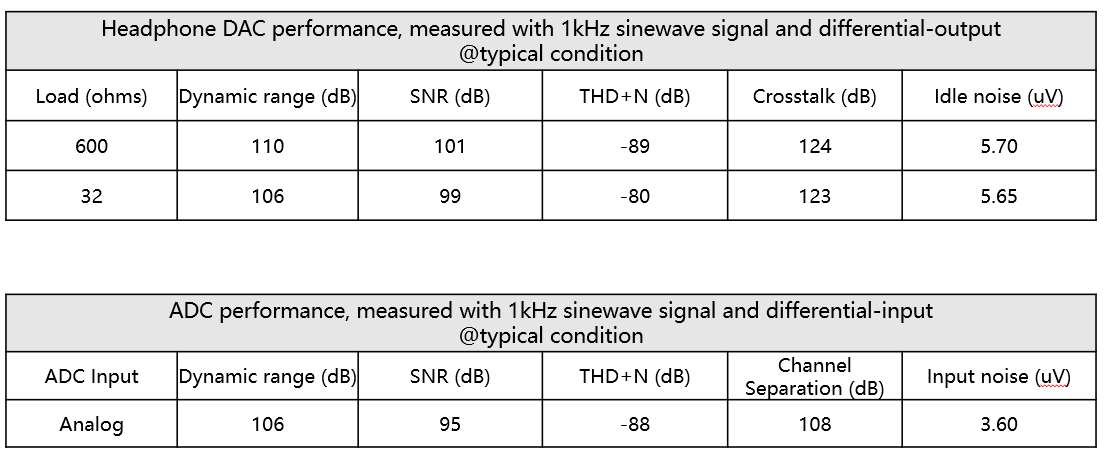 Headphone DAC performance, measured with 1kHz sinewave signal and differential-output
@typical condition
Load (ohms) Dynamic range (dB) SNR (dB) THD+N (dB) Crosstalk (dB) Idle noise (uV)
600 110 101 -89 124 5.70
32 106 99 -80 123 5.65
ADC performance, measured with 1kHz sinewave signal and differential-input
@typical condition
ADC Input Dynamic range (dB) SNR (dB) THD+N (dB) Channel Separation (dB) Input noise (uV)
Analog 106 95 -88 108 3.60